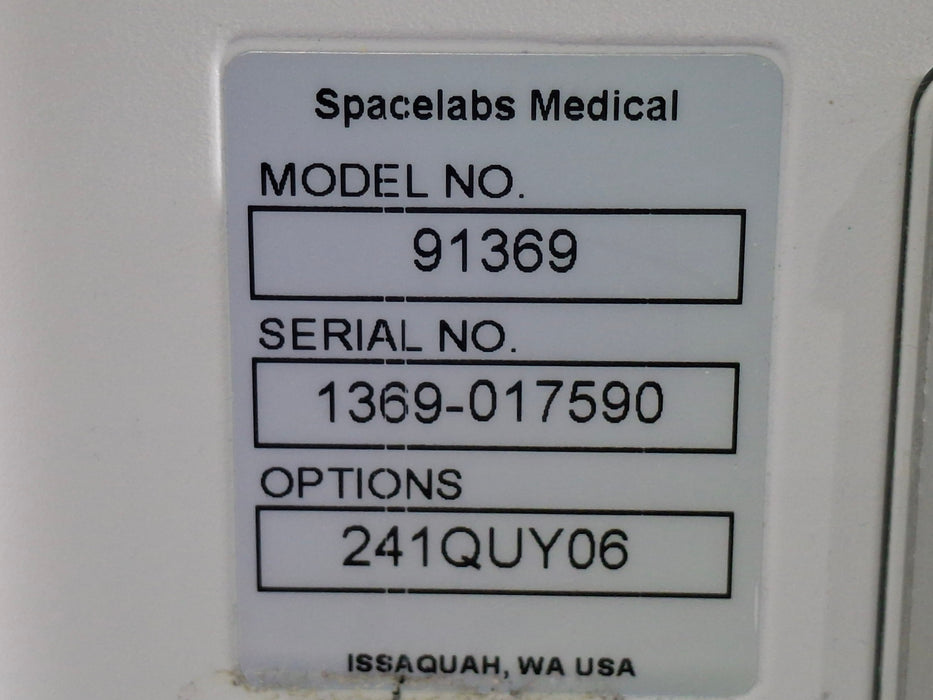 Spacelabs Medical
MODEL NO.
91369
SERIAL NO.
1369-017590
OPTIONS
241QUY06
ISSAQUAH, WA USA